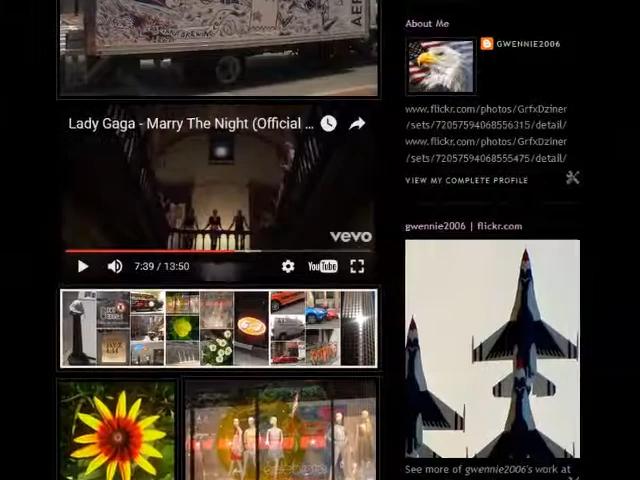 AER
About Me
GWENNIE2006
www.flickr.com/photos/GrfxDziner
/sets/72057594068556315/detail/
www.flickr.com/photos/GrfxDziner
/sets/72057594068555475/detail/
VIEW MY COMPLETE PROFILE
Lady Gaga - Marry The Night (Official ...
vevo
7:39 / 13:50
YouTube
gwennie2006 | flickr.com
See more of gwennie2006's work at